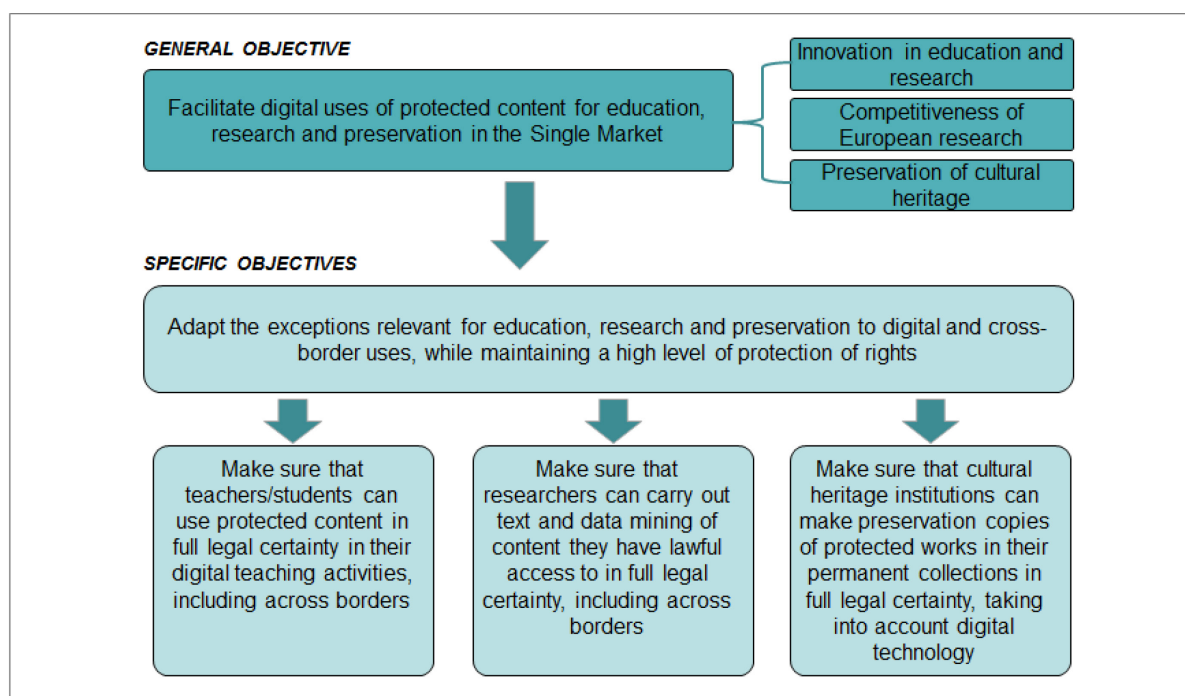 GENERAL OBJECTIVE
Facilitate digital uses of protected content for education,
research and preservation in the Single Market
Innovation in education and
research
Competitiveness of
European research
Preservation of cultural
heritage
SPECIFIC OBJECTIVES
Adapt the exceptions relevant for education, research and preservation to digital and cross-
border uses, while maintaining a high level of protection of rights
Make sure that
teachers/students can
use protected content in
full legal certainty in their
digital teaching activities,
including across borders
Make sure that
researchers can carry out
text and data mining of
content they have lawful
access to in full legal
certainty, including across
borders
Make sure that cultural
heritage institutions can
make preservation copies
of protected works in their
permanent collections in
full legal certainty, taking
into account digital
technology